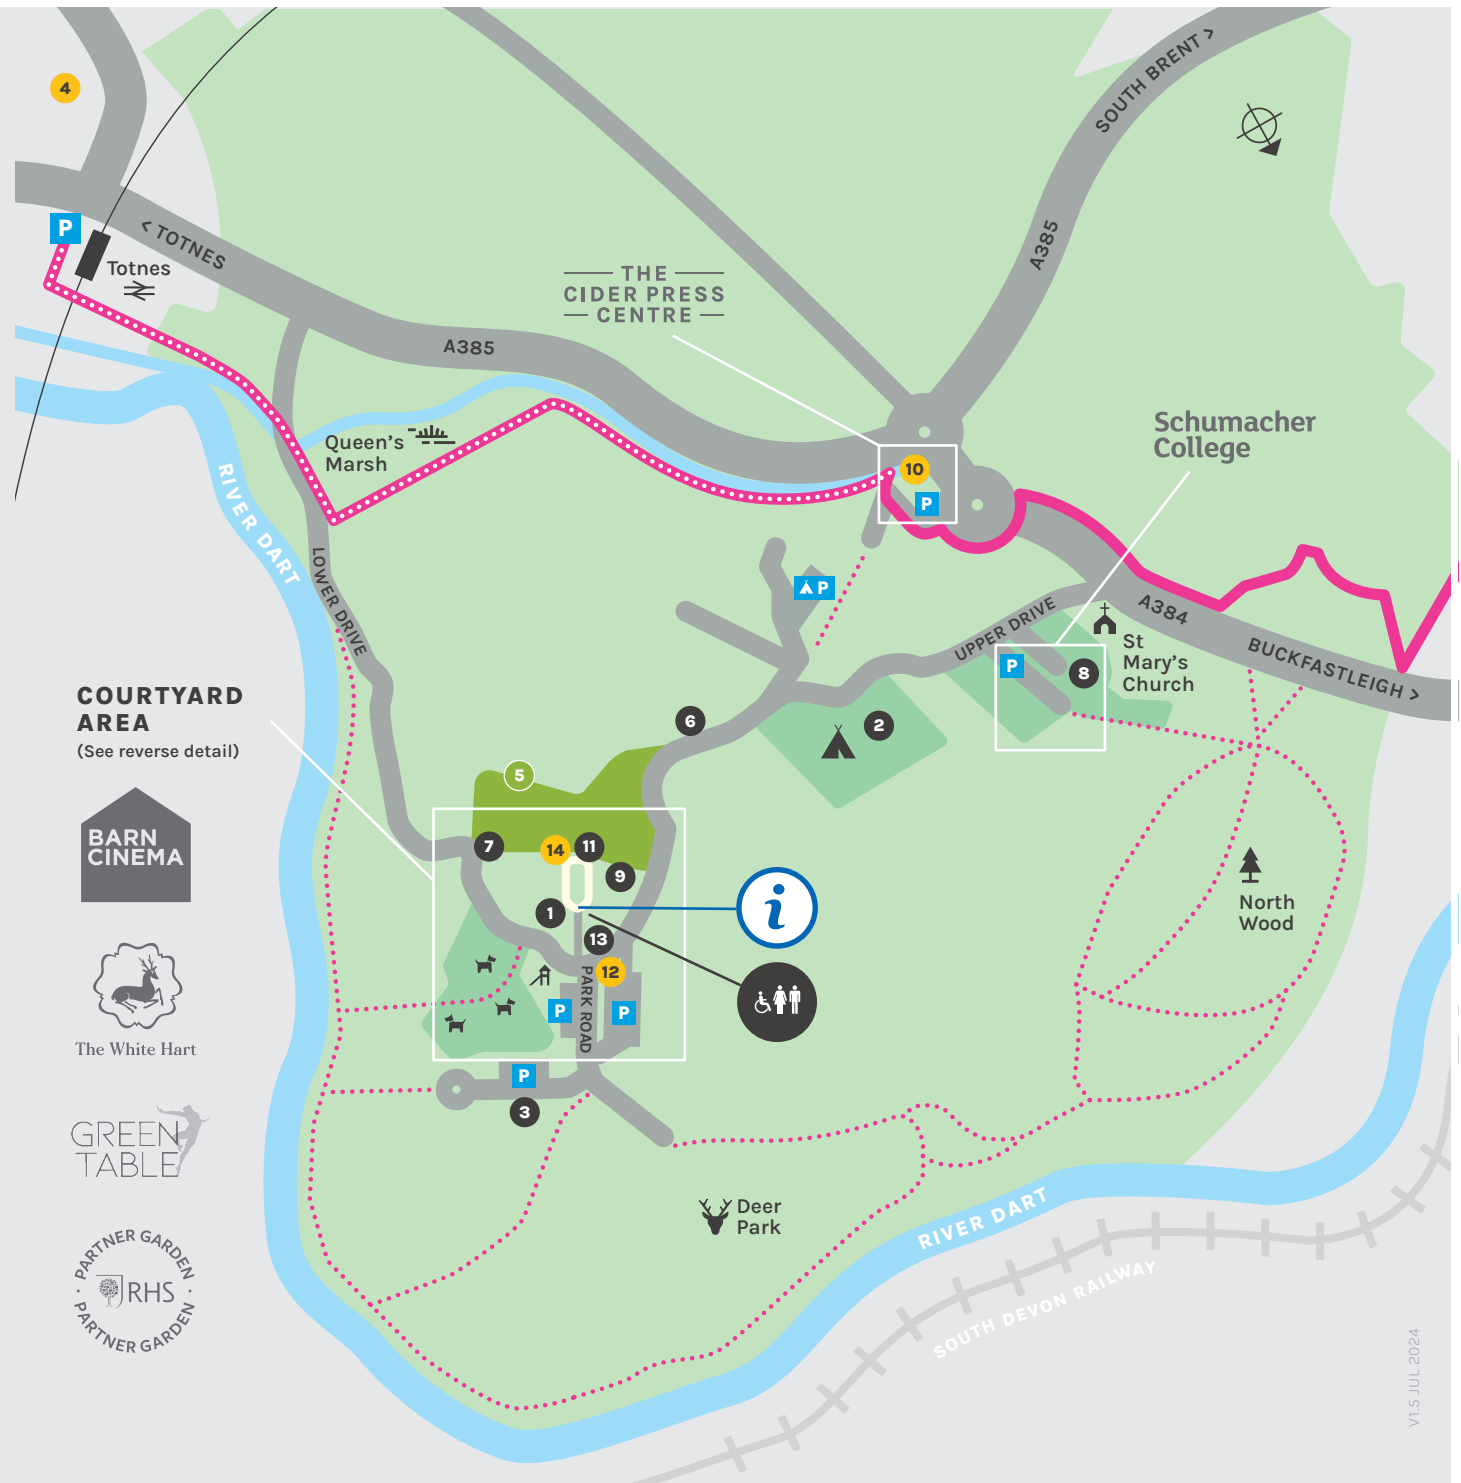 4
SOUTH BRENT >
P
< TOTNES
Totnes
A385
THE
CIDER PRESS
CENTRE
A385
Queen's
Marsh
10
P
Schumacher
College
RIVER DART
LOWER DRIVE
P
UPPER DRIVE
A384
BUCKFASTLEIGH >
St
Mary's
Church
P
8
COURTYARD
AREA
(See reverse detail)
6
2
5
BARN
CINEMA
7
14
11
9
1
i
13
12
North
Wood
P
PARK ROAD
P
The White Hart
P
3
GREEN
TABLE
Deer
Park
RIVER DART
SOUTH DEVON RAILWAY
PARTNER GARDEN
RHS
PARTNER GARDEN
V1.5 JUL 2024